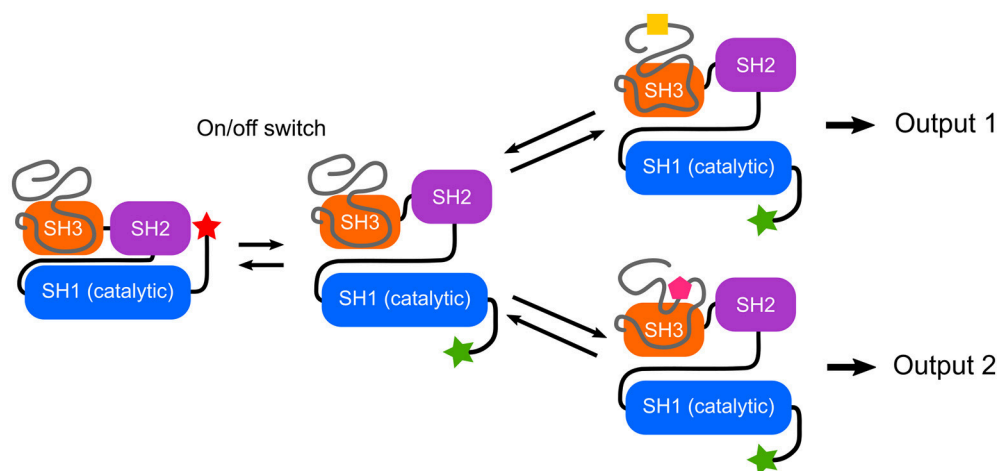 On/off switch
SH3
SH2
SH1 (catalytic)
SH3
SH2
SH1 (catalytic)
SH3
SH2
SH1 (catalytic)
Output 1
SH3
SH2
SH1 (catalytic)
Output 2